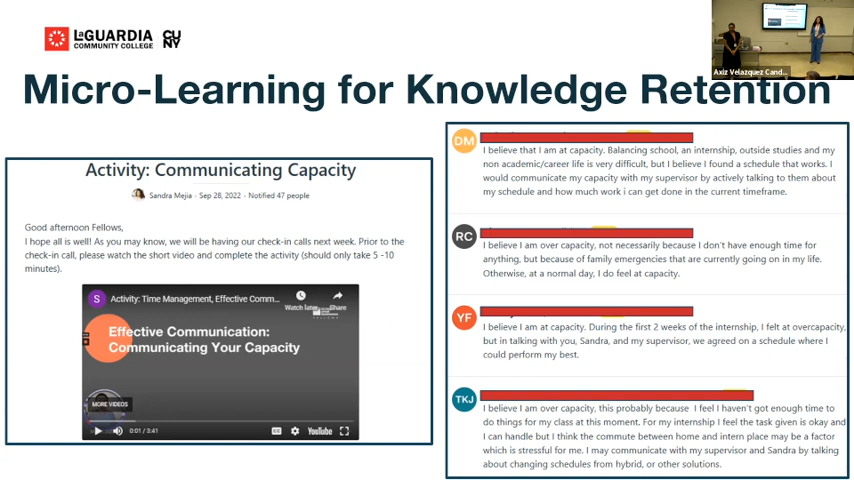 LAGUARDIA
COMMUNITY COLLEGE
CU
NY
Axiz Velazquez Cand...
Micro-Learning for Knowledge Retention
Activity: Communicating Capacity
Sandra Mejia - Sep 28, 2022 - Notified 47 people
Good afternoon Fellows,
I hope all is well! As you may know, we will be having our check-in calls next week. Prior to the
check-in call, please watch the short video and complete the activity (should only take 5 -10
minutes).
S
Activity: Time Management, Effective Comm...
Watch later
Share
Effective Communication:
Communicating Your Capacity
MORE VIDEOS
0:01 / 3:41
CC
YouTube
DM
I believe that I am at capacity. Balancing school, an internship, outside studies and my
non academic/career life is very difficult, but I believe I found a schedule that works. I
would communicate my capacity with my supervisor by actively talking to them about
my schedule and how much work i can get done in the current timeframe.
RC
I believe I am over capacity, not necessarily because I don't have enough time for
anything, but because of family emergencies that are currently going on in my life.
Otherwise, at a normal day, I do feel at capacity.
YF
I believe I am at capacity. During the first 2 weeks of the internship, I felt at overcapacity,
but in talking with you, Sandra, and my supervisor, we agreed on a schedule where I
could perform my best.
TKJ
I believe I am over capacity, this probably because I feel I haven't got enough time to
do things for my class at this moment. For my internship I feel the task given is okay and
I can handle but I think the commute between home and intern place may be a factor
which is stressful for me. I may communicate with my supervisor and Sandra by talking
about changing schedules from hybrid, or other solutions.